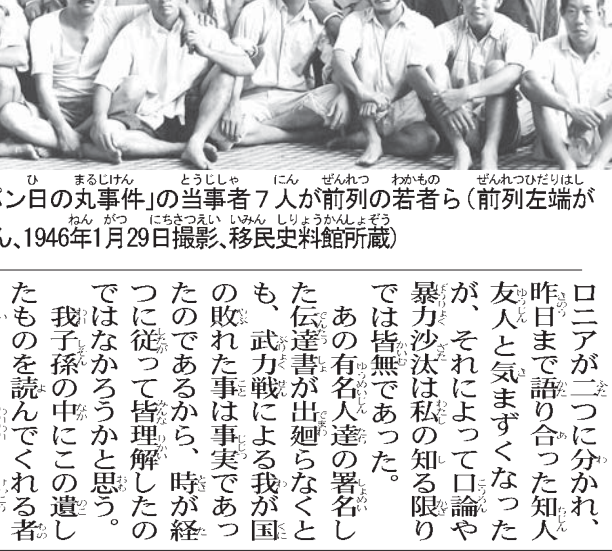 ン日の丸事件」の当事者7人が前列の若者ら（前列左端が
ん、1946年1月29日撮影、移民史料館所蔵）
ロニアが二つに分かれ、
昨日まで語り合った知人
友人と気まずくなった
が、それによって口論や
暴力沙汰は私の知る限り
では皆無であった。
あの有名人達の署名し
た伝達書が出廻らなくと
も、武力戦による我が国
の敗れた事は事実であっ
たのであるから、時が経
つに従って皆理解したの
ではなかろうかと思う。
我子孫の中にこの遺し
たものを読んでくれる者